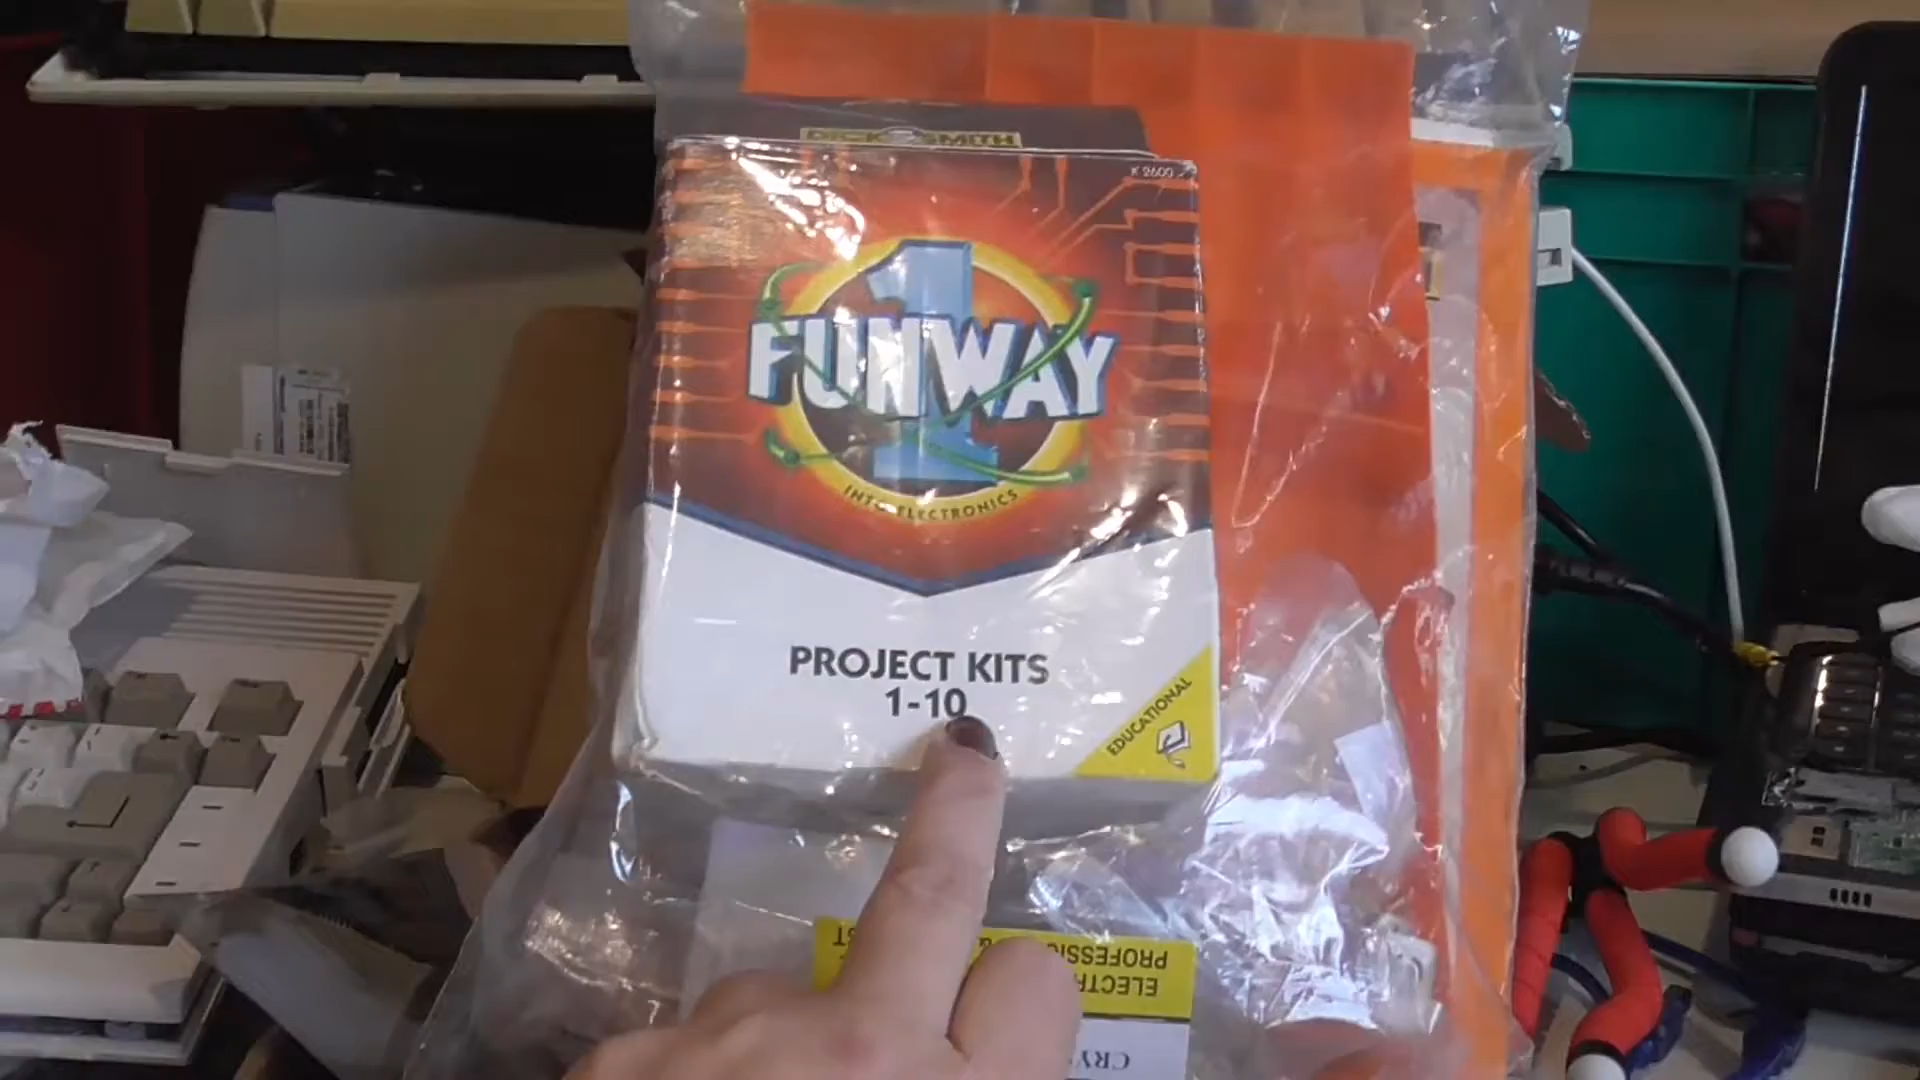 DICK SMITH
K 2600
1
FUNWAY
INTO ELECTRONICS
PROJECT KITS
1-10
EDUCATIONAL